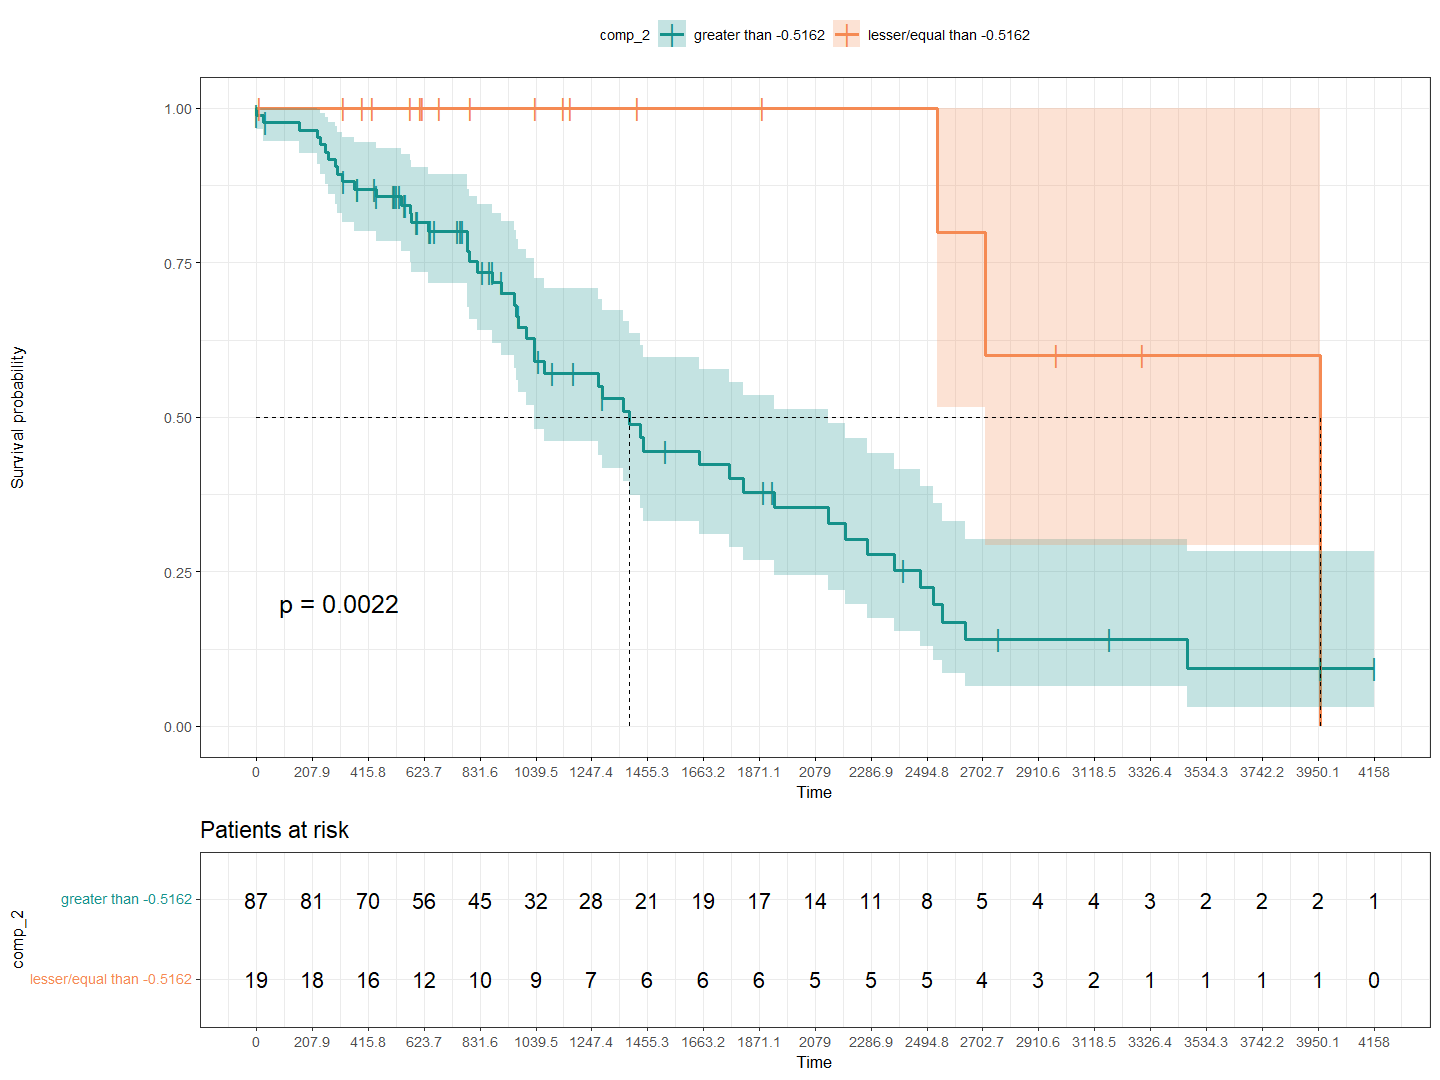 comp_2 greater than -0.5162 lesser/equal than -0.5162
Survival probability
1.00
0.75
0.50
0.25
0.00
p = 0.0022
0 207.9 415.8 623.7 831.6 1039.5 1247.4 1455.3 1663.2 1871.1 2079 2286.9 2494.8 2702.7 2910.6 3118.5 3326.4 3534.3 3742.2 3950.1 4158
Time
Patients at risk
comp_2
greater than -0.5162 87 81 70 56 45 32 28 21 19 17 14 11 8 5 4 4 3 2 2 2 1
lesser/equal than -0.5162 19 18 16 12 10 9 7 6 6 6 5 5 5 4 3 2 1 1 1 1 0
0 207.9 415.8 623.7 831.6 1039.5 1247.4 1455.3 1663.2 1871.1 2079 2286.9 2494.8 2702.7 2910.6 3118.5 3326.4 3534.3 3742.2 3950.1 4158
Time